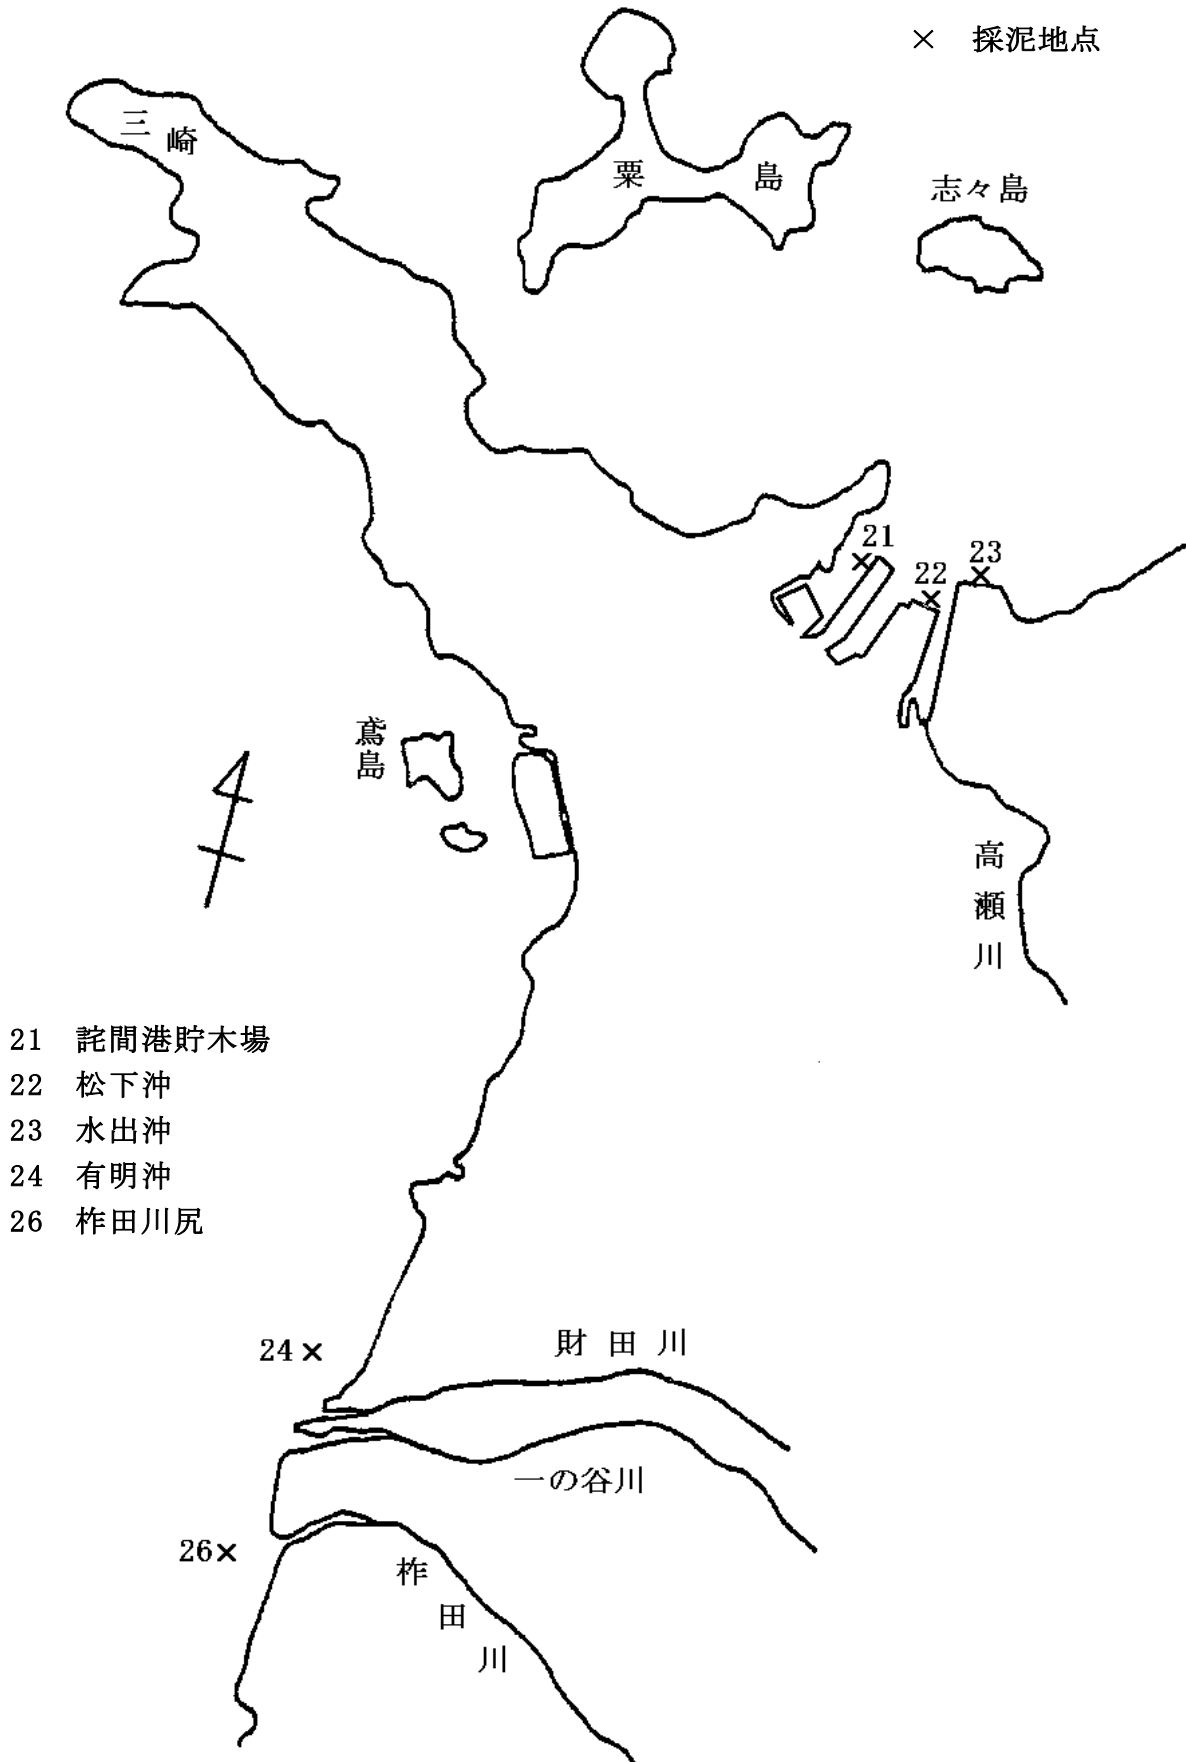 × 採泥地点
三崎
粟島
志々島
21
22
23
鳶島
高瀬川
21 詫間港貯木場
22 松下沖
23 水出沖
24 有明沖
26 柞田川尻
24×
財田川
一の谷川
26×
柞田川